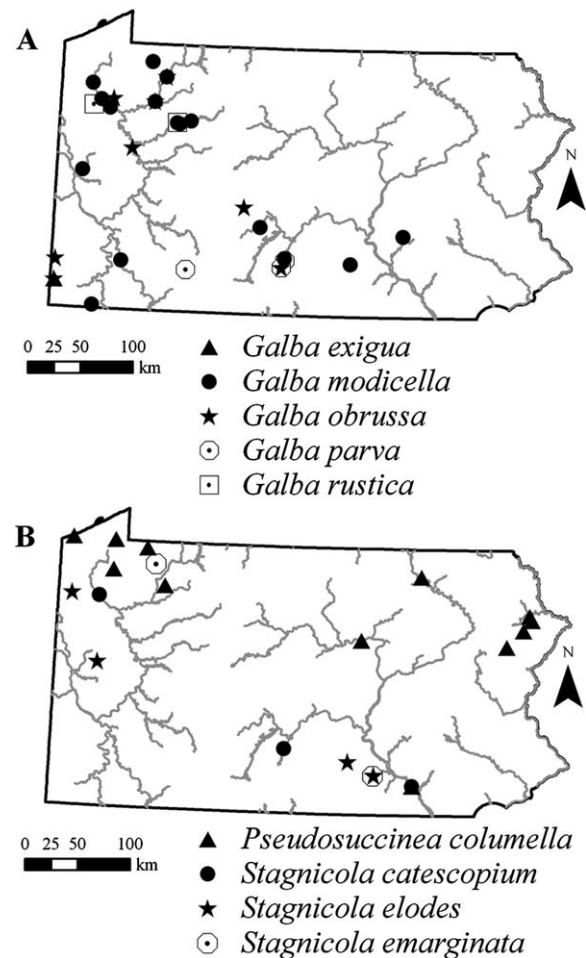 A
N
0 25 50 100
km
Galba exigua
Galba modicella
Galba obrussa
Galba parva
Galba rustica
B
N
0 25 50 100
km
Pseudosuccinea columella
Stagnicola catescopium
Stagnicola elodes
Stagnicola emarginata